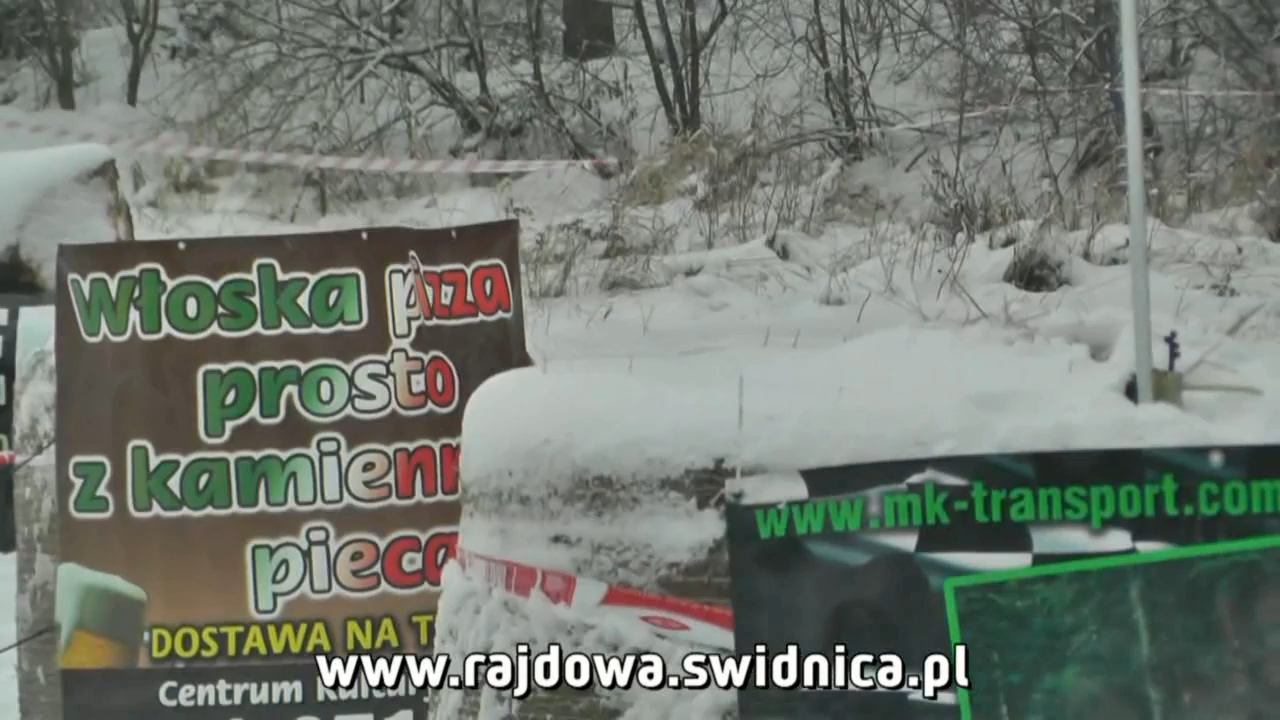 Włoska pizza
prosto
z kamienn
pieca
DOSTAWA NA T
Centrum
www.mk-transport.com
www.rajdowa.swidnica.pl